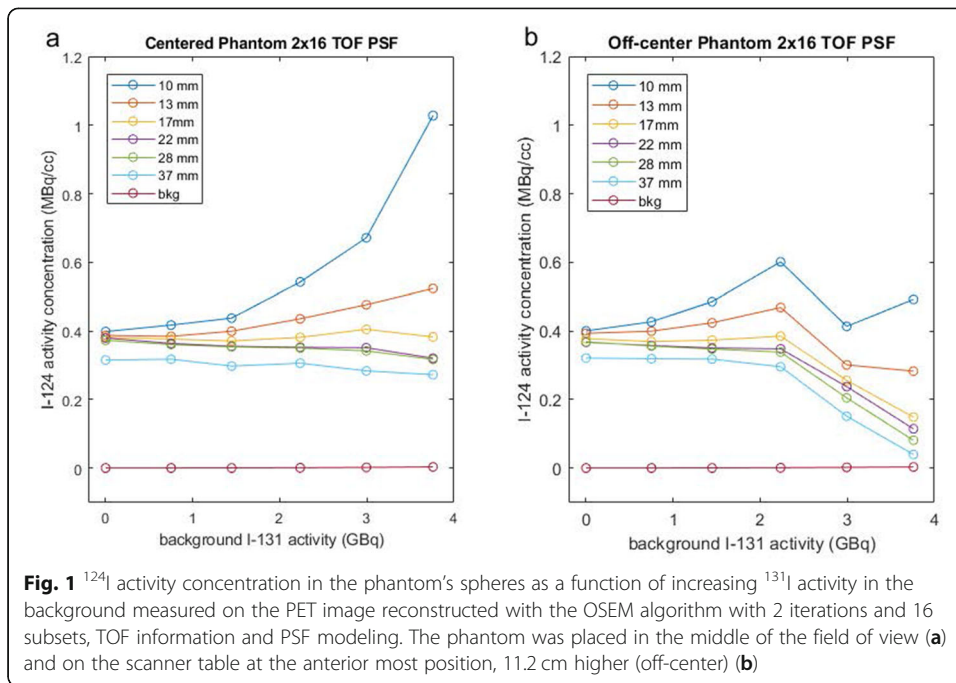 a
Centered Phantom 2x16 TOF PSF
1.2
1
0.8
0.6
0.4
0.2
0
I-124 activity concentration (MBq/cc)
10 mm
13 mm
17mm
22 mm
28 mm
37 mm
bkg
0
1
2
3
4
background I-131 activity (GBq)
b
Off-center Phantom 2x16 TOF PSF
1.2
1
0.8
0.6
0.4
0.2
0
I-124 activity concentration (MBq/cc)
10 mm
13 mm
17mm
22 mm
28 mm
37 mm
bkg
0
1
2
3
4
background I-131 activity (GBq)
Fig. 1 ¹²⁴I activity concentration in the phantom's spheres as a function of increasing ¹³¹I activity in the
background measured on the PET image reconstructed with the OSEM algorithm with 2 iterations and 16
subsets, TOF information and PSF modeling. The phantom was placed in the middle of the field of view (a)
and on the scanner table at the anterior most position, 11.2 cm higher (off-center) (b)